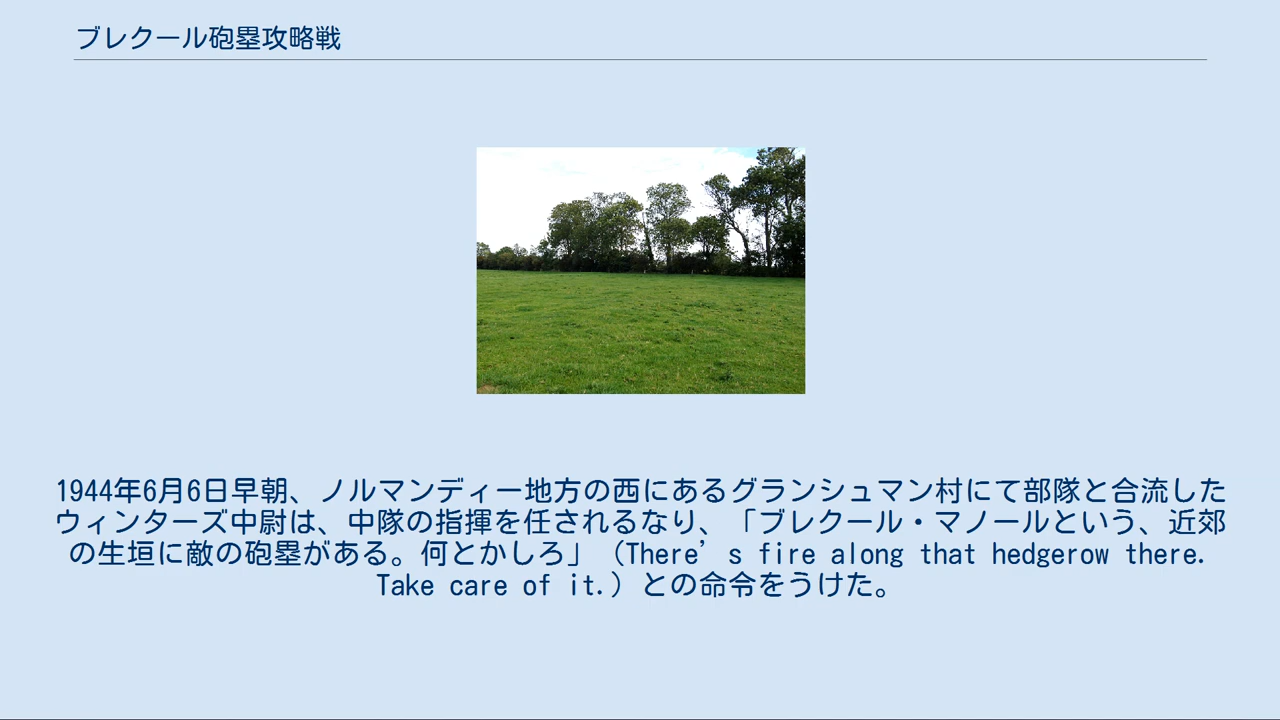 ブレクール砲塁攻略戦
1944年6月6日早朝、ノルマンディー地方の西にあるグランシュマン村にて部隊と合流した
ウィンターズ中尉は、中隊の指揮を任されるなり、「ブレクール・マノールという、近郊
の生垣に敵の砲塁がある。何とかしろ」（There’s fire along that hedgerow there.
Take care of it.）との命令をうけた。